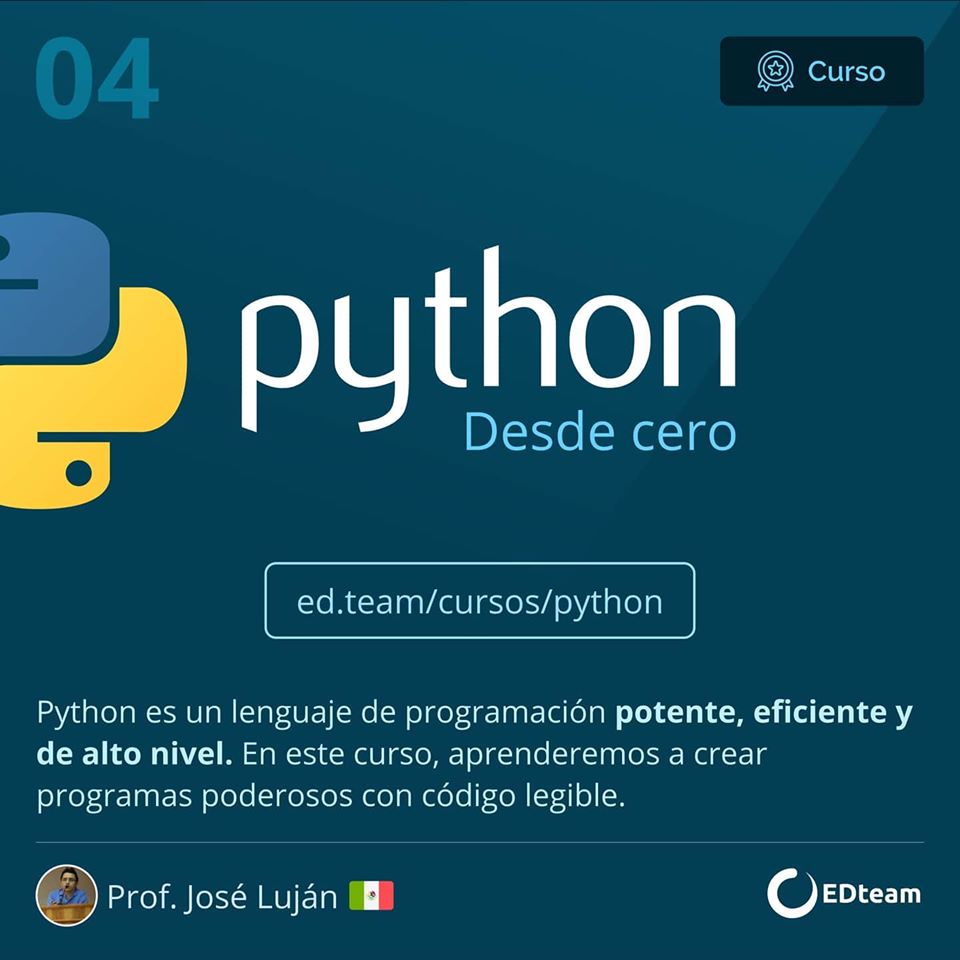 04
Curso
python
Desde cero
ed.team/cursos/python
Python es un lenguaje de programación potente, eficiente y
de alto nivel. En este curso, aprenderemos a crear
programas poderosos con código legible.
Prof. José Luján
EDteam